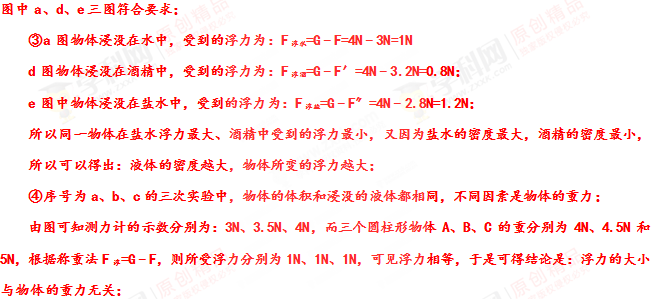 图中 a、d、e 三图符合要求；
③a 图物体浸没在水中，受到的浮力为：F浮水=G－F=4N－3N=1N
d 图物体浸没在酒精中，受到的浮力为：F浮酒=G－F′=4N－3.2N=0.8N；
e 图中物体浸没在盐水中，受到的浮力为：F浮盐=G－F″=4N－2.8N=1.2N；
所以同一物体在盐水浮力最大、酒精中受到的浮力最小，又因为盐水的密度最大，酒精的密度最小，
所以可以得出：液体的密度越大，物体所变的浮力越大；
④序号为 a、b、c 的三次实验中，物体的体积和浸没的液体都相同，不同因素是物体的重力；
由图可知测力计的示数分别为：3N、3.5N、4N，而三个圆柱形物体 A、B、C 的重分别为 4N、4.5N 和
5N，根据称重法 F浮=G－F，则所受浮力分别为 1N、1N、1N，可见浮力相等，于是可得结论是：浮力的大小
与物体的重力无关；